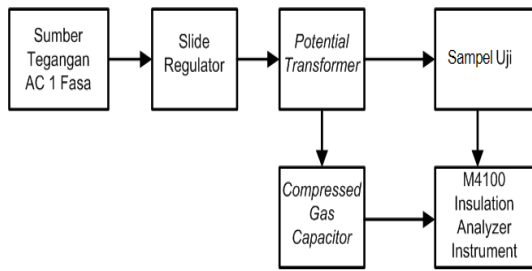 Sumber
Tegangan
AC 1 Fasa
Slide
Regulator
Potential
Transformer
Sampel Uji
Compressed
Gas
Capacitor
M4100
Insulation
Analyzer
Instrument